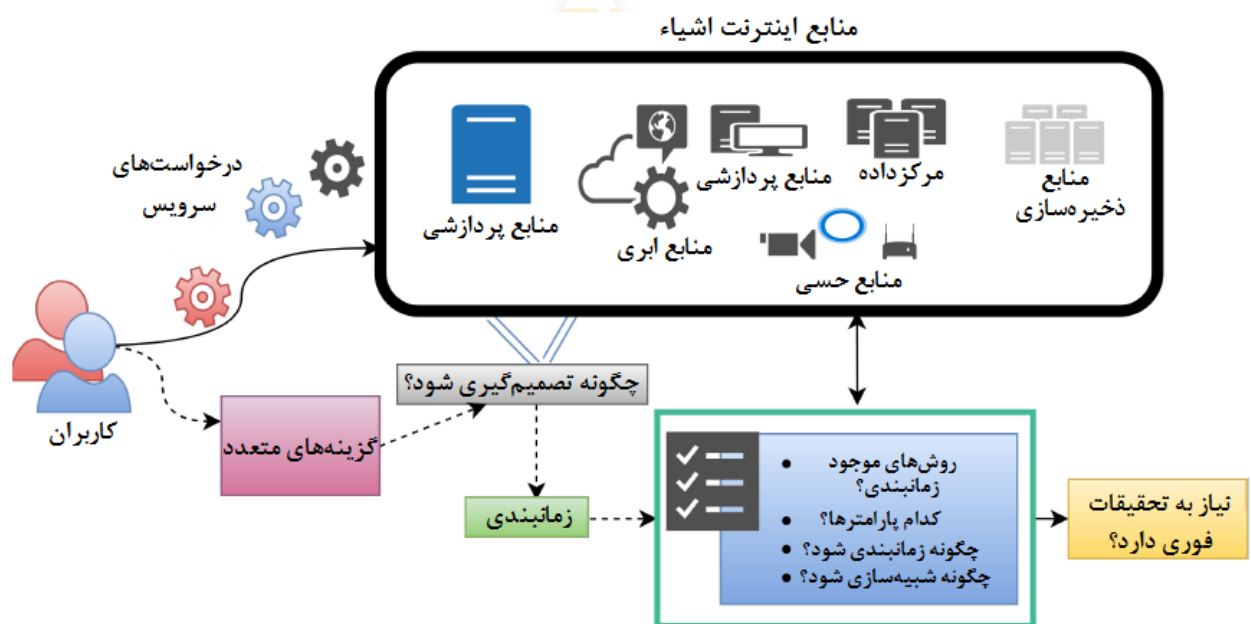 منابع اینترنت اشیاء
درخواست‌های
سرویس
منابع پردازشی
منابع ابری
منابع پردازشی
مرکزداده
منابع
ذخیره‌سازی
منابع حسی
کاربران
گزینه‌های متعدد
چگونه تصمیم‌گیری شود؟
زمانبندی
روش‌های موجود
زمانبندی؟
کدام پارامترها؟
چگونه زمانبندی شود؟
چگونه شبیه‌سازی شود؟
نیاز به تحقیقات
فوری دارد؟